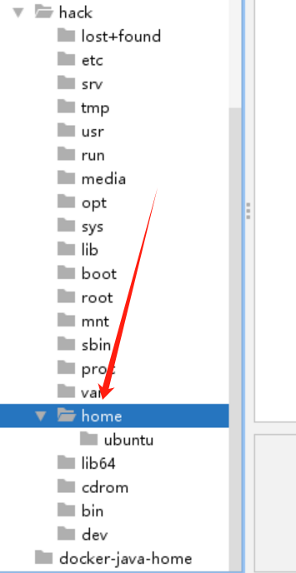 hack
lost+found
etc
srv
tmp
usr
run
media
opt
sys
lib
boot
root
mnt
sbin
proc
var
home
ubuntu
lib64
cdrom
bin
dev
docker-java-home